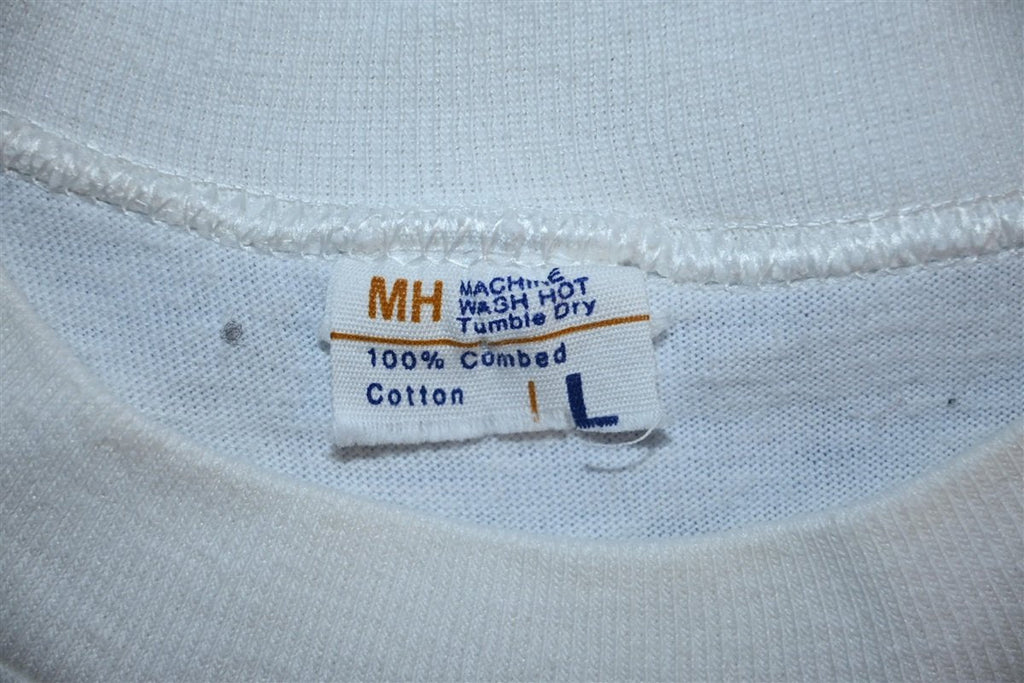 MH
MACHINE
WASH HOT
Tumble Dry
100% Combed
Cotton
L